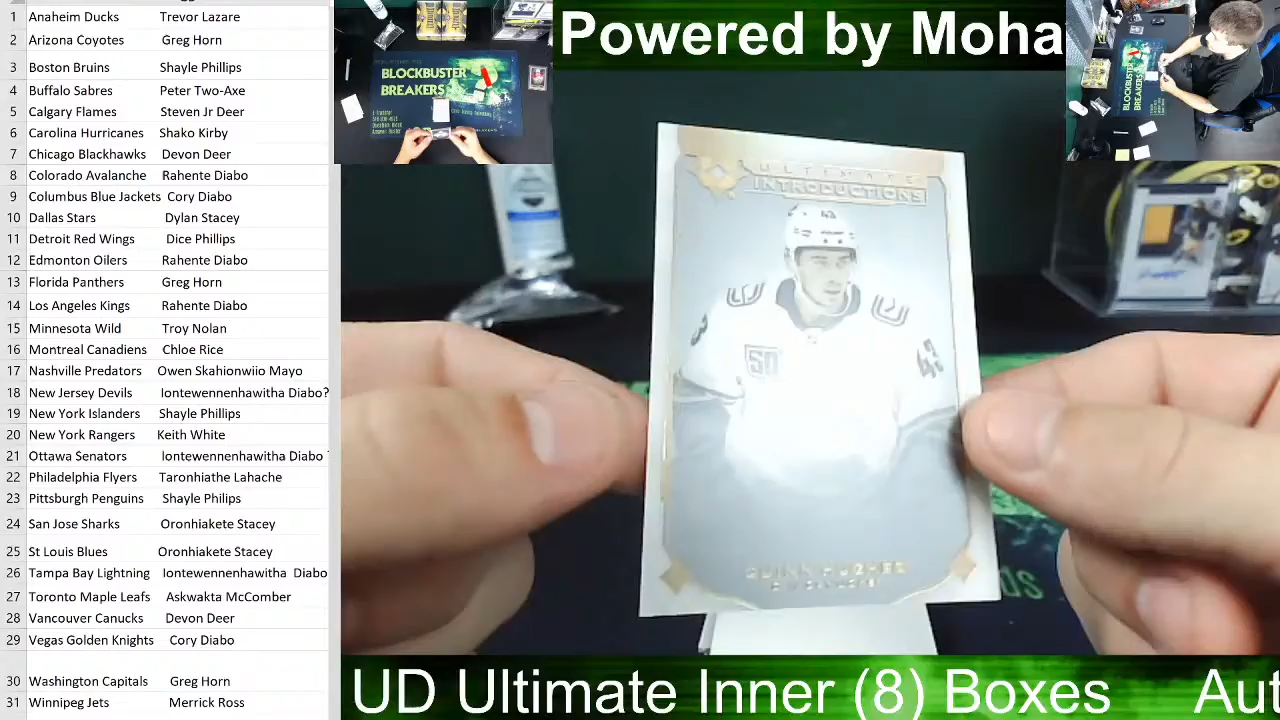 1 Anaheim Ducks Trevor Lazare
Arizona Coyotes Greg Horn
3 Boston Bruins Shayle Phillips
Buffalo Sabres Peter Two-Axe
5 Calgary Flames Stevener Deer
6 Carolina Hurricanes Shako Kirby
7 Chicago Blackhawks Devon Deer
8 Colorado Avalanche Rahente Diabo
9 Columbus Blue Jackets Cory Diabo
10 Dallas Stars Dylan Stacey
11 Detroit Red Wings Dice Phillips
12 Edmonton Oilers Rahente Diabo
13 Florida Panthers Greg Horn
14 Los Angeles Kings Rahente Diabo
15 Minnesota Wild Troy Nolan
16 Montreal Canadiens Chloe Rice
17 Nashville Predators Owen Skahionwiio Mayo
18 New Jersey Devils Iontewennenhawitha Diabo?
19 New York Islanders Shayle Phillips
20 New York Rangers Keith White
21 Ottawa Senators Iontewennenhawitha Diabo
22 Philadelphia Flyers Taronhiathe Lahache
23 Pittsburgh Penguins Shayle Philips
24 San Jose Sharks Oronhiakete Stacey
25 St Louis Blues Oronhiakete Stacey
26 Tampa Bay Lightning Iontewennenhawitha Diabo
27 Toronto Maple Leafs Askwakta McComber
28 Vancouver Canucks Devon Deer
29 Vegas Golden Knights Cory Diabo
30 Washington Capitals Greg Horn
31 Winnipeg Jets Merrick Ross
BLOCKBUSTER
BREAKERS
Powered by Moha
BLOCKBUSTER
BREAKERS
ULTIMATE
INTRODUCTIONS
43
50
43
QUINN HUGHES
UD Ultimate Inner (8) Boxes Aut